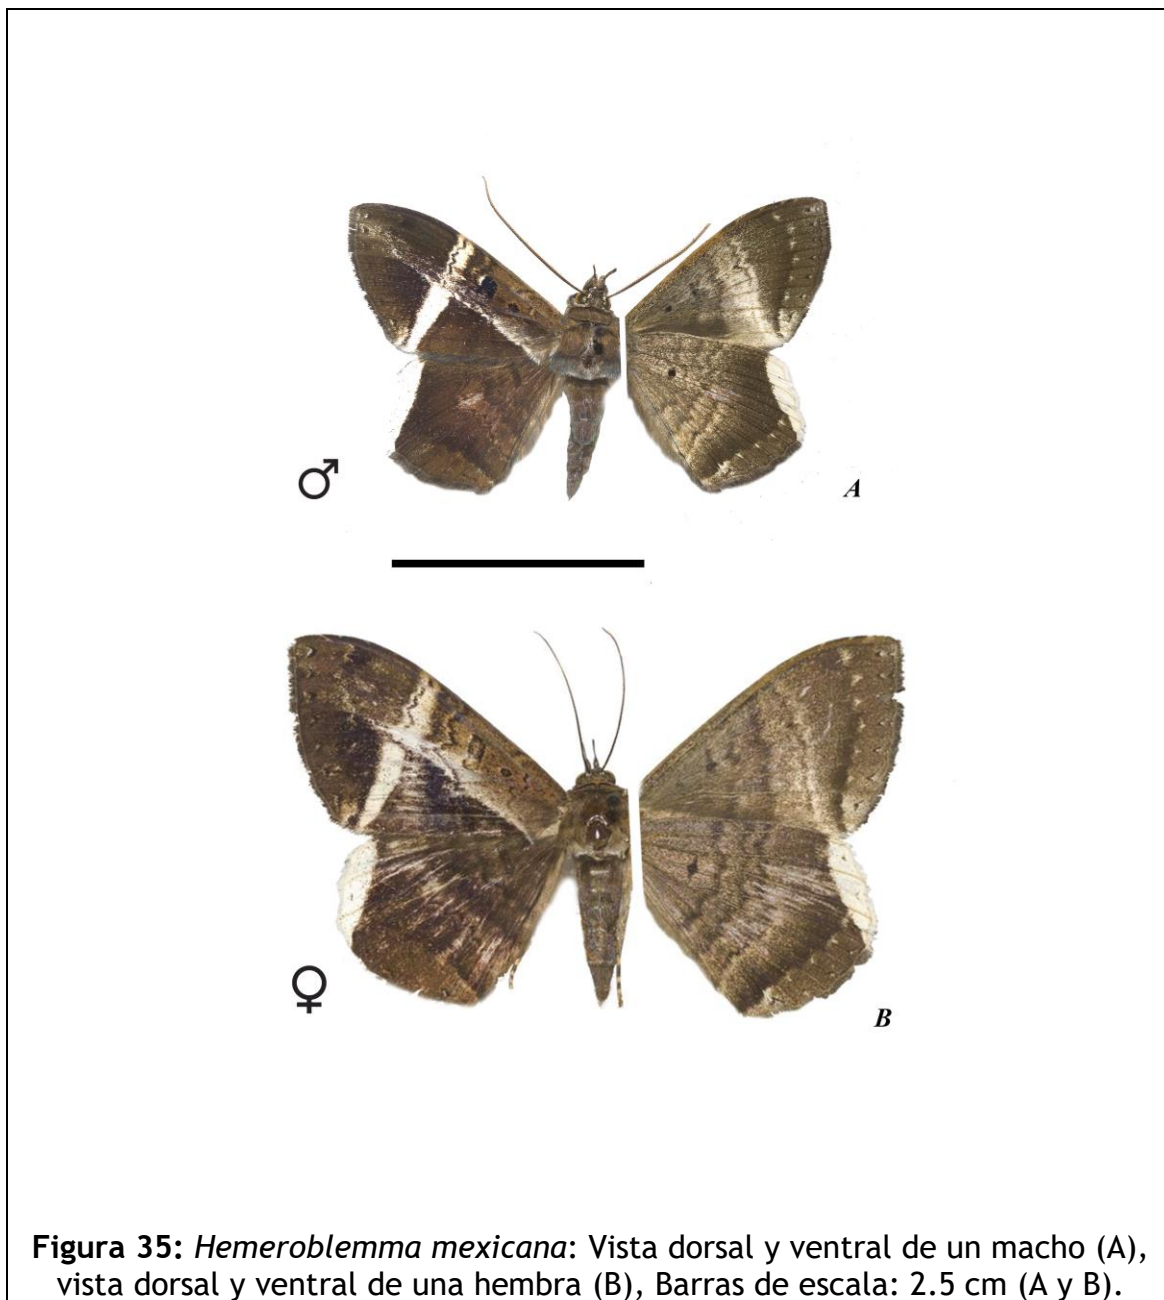 ♂
A
♀
B
Figura 35: Hemeroblemma mexicana: Vista dorsal y ventral de un macho (A),
vista dorsal y ventral de una hembra (B), Barras de escala: 2.5 cm (A y B).